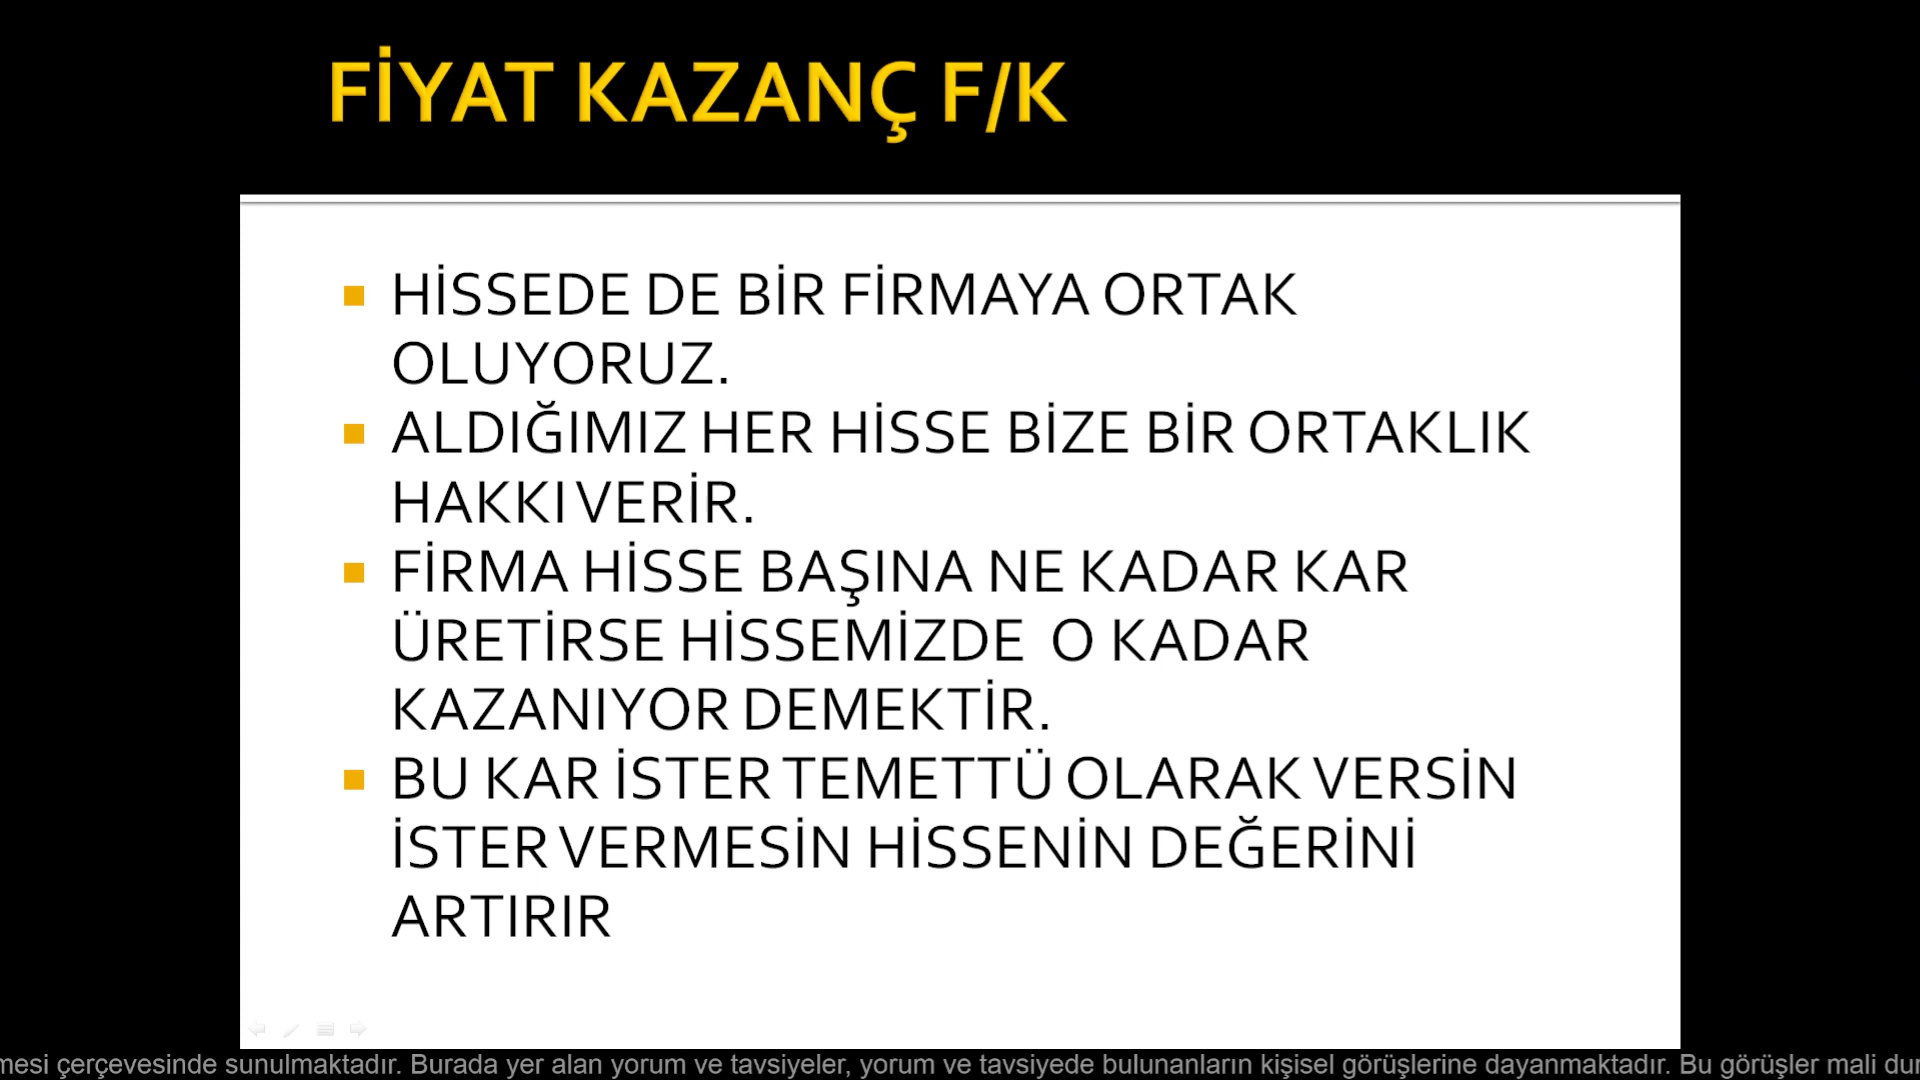 FİYAT KAZANÇ F/K
HİSSEDE DE BİR FİRMAYA ORTAK
OLUYORUZ.
ALDIĞIMIZ HER HİSSE BİZE BİR ORTAKLIK
HAKKI VERİR.
FİRMA HİSSE BAŞINA NE KADAR KAR
ÜRETİRSE HİSSEMİZDE O KADAR
KAZANIYOR DEMEKTİR.
BU KAR İSTER TEMETTÜ OLARAK VERSİN
İSTER VERMESİN HİSSENİN DEĞERİNİ
ARTIRIR
mesi çerçevesinde sunulmaktadır. Burada yer alan yorum ve tavsiyeler, yorum ve tavsiyede bulunanların kişisel görüşlerine dayanmaktadır. Bu görüşler mali dur